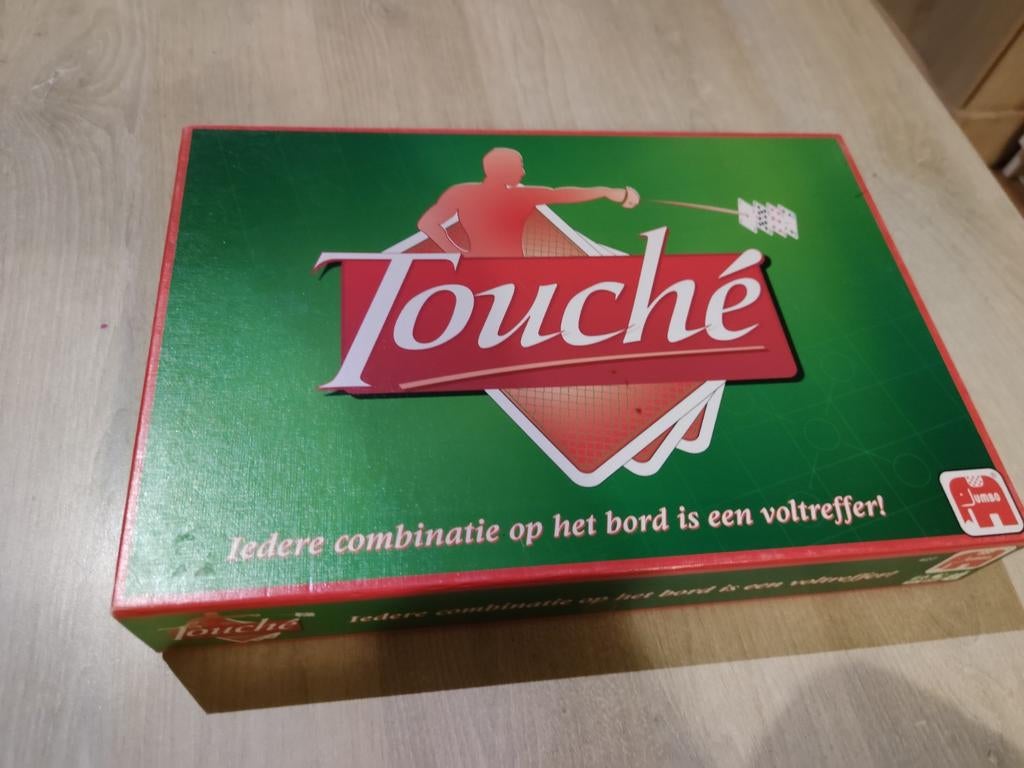 Touché
Iedere combinatie op het bord is een voltreffer!
Jumbo
Touché
Iedere combinatie op het bord is een voltreffer!